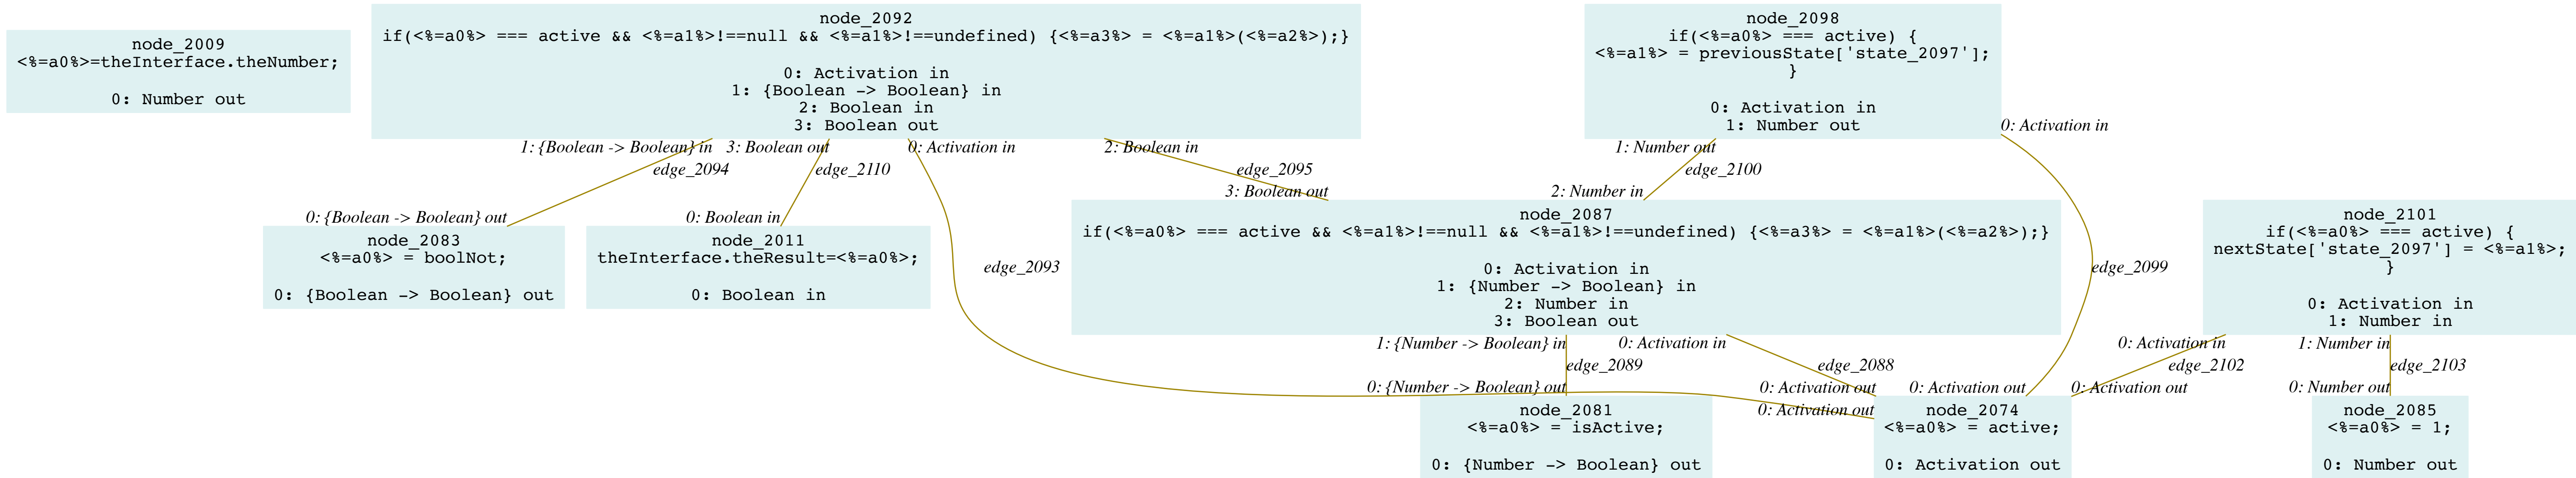 node_2009
<%=a0%>=theInterface.theNumber;
0: Number out
node_2092
if(<%=a0%> === active && <%=a1%>!==null && <%=a1%>!==undefined) {<%=a3%> = <%=a1%>(<%=a2%>);}
0: Activation in
1: {Boolean -> Boolean} in
2: Boolean in
3: Boolean out
node_2098
if(<%=a0%> === active) {
<%=a1%> = previousState['state_2097'];
}
0: Activation in
1: Number out
0: Activation in
1: {Boolean -> Boolean} in
3: Boolean out
0: Activation in
2: Boolean in
1: Number out
edge_2094
edge_2110
edge_2095
edge_2100
3: Boolean out
2: Number in
0: {Boolean -> Boolean} out
0: Boolean in
node_2083
<%=a0%> = boolNot;
0: {Boolean -> Boolean} out
node_2011
theInterface.theResult=<%=a0%>;
0: Boolean in
edge_2093
node_2087
if(<%=a0%> === active && <%=a1%>!==null && <%=a1%>!==undefined) {<%=a3%> = <%=a1%>(<%=a2%>);}
0: Activation in
1: {Number -> Boolean} in
2: Number in
3: Boolean out
edge_2099
node_2101
if(<%=a0%> === active) {
nextState['state_2097'] = <%=a1%>;
}
0: Activation in
1: Number in
1: {Number -> Boolean} in
0: Activation in
0: Activation in
1: Number in
edge_2089
edge_2088
edge_2102
edge_2103
0: {Number -> Boolean} out
0: Activation out
0: Activation out
0: Activation out
0: Number out
0: Activation out
node_2081
<%=a0%> = isActive;
0: {Number -> Boolean} out
node_2074
<%=a0%> = active;
0: Activation out
node_2085
<%=a0%> = 1;
0: Number out